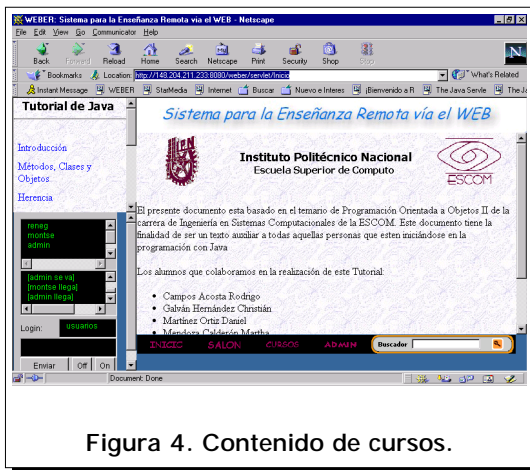 WEBER: Sistema para la Enseñanza Remota via el WEB - Netscape
File Edit View Go Communicator Help
Back Forward Reload Home Search Netscape Print Security Shop Stop
Bookmarks Location: http://148.204.211.233:8080/weber/servlet/Inicio What's Related
Instant Message WEBER StarMedia Internet Buscar Nuevo e Interes ¡Bienvenido a R The Java Servle The Ja
Tutorial de Java
Introducción
Métodos, Clases y
Objetos.
Herencia
Sistema para la Enseñanza Remota vía el WEB
Instituto Politécnico Nacional
Escuela Superior de Computo
ESCOM
El presente documento esta basado en el temario de Programación Orientada a Objetos II de la
carrera de Ingeniería en Sistemas Computacionales de la ESCOM. Este documento tiene la
finalidad de ser un texto auxiliar a todas aquellas personas que esten iniciándose en la
programación con Java
Los alumnos que colaboramos en la realización de este Tutorial:
• Campos Acosta Rodrigo
• Galván Hernández Christián
• Martínez Ortiz Daniel
• Mendoza Calderón Martha
reneg
montse
admin
[admin se va]
[montse llega]
[admin llega]
Login: usuarios
Enviar Off On
INICIO SALON CURSOS ADMIN Buscador
Document: Done
Figura 4. Contenido de cursos.